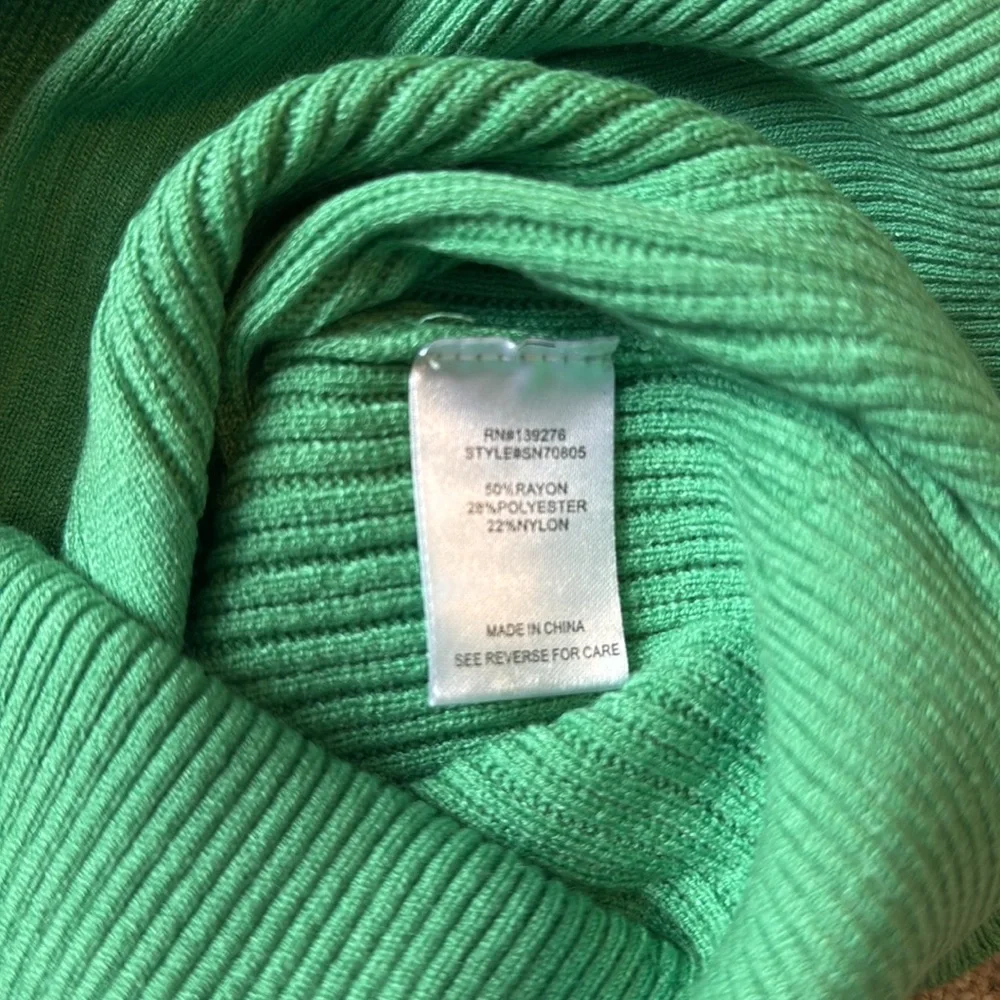 RN#139276
STYLE#SN70805
50%RAYON
28%POLYESTER
22%NYLON
MADE IN CHINA
SEE REVERSE FOR CARE